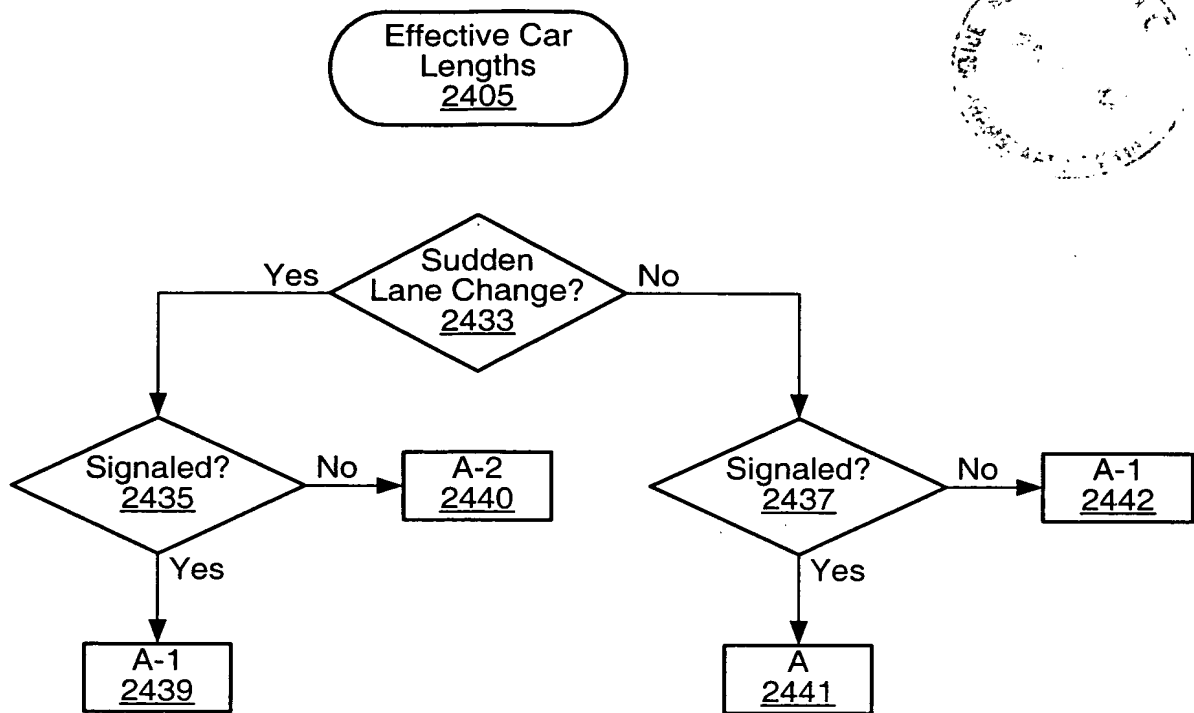 Effective Car
Lengths
2405
Yes
Sudden
Lane Change?
2433
No
Signaled?
2435
No
A-2
2440
Signaled?
2437
No
A-1
2442
Yes
Yes
A-1
2439
A
2441